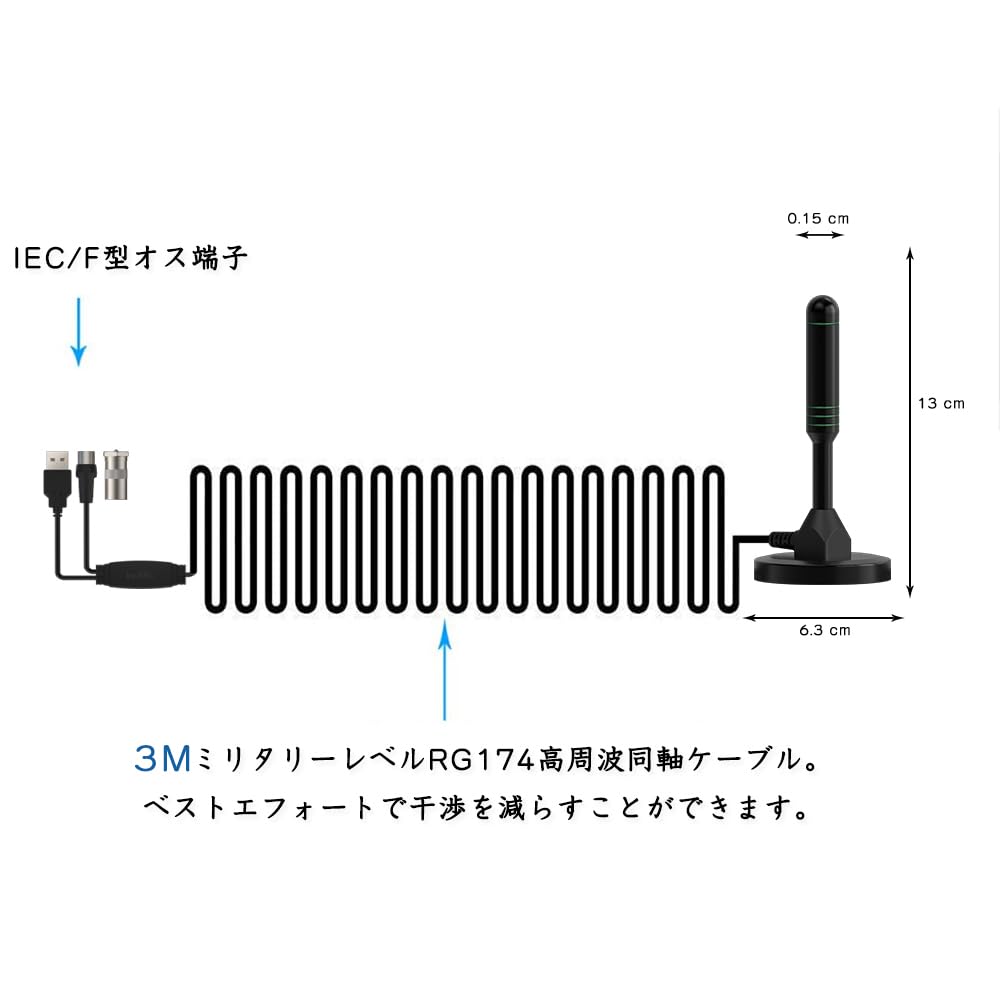 0.15 cm
IEC/F型オス端子
13 cm
6.3 cm
3MミリタリーレベルRG174高周波同軸ケーブル。
ベストエフォートで干渉を減らすことができます。